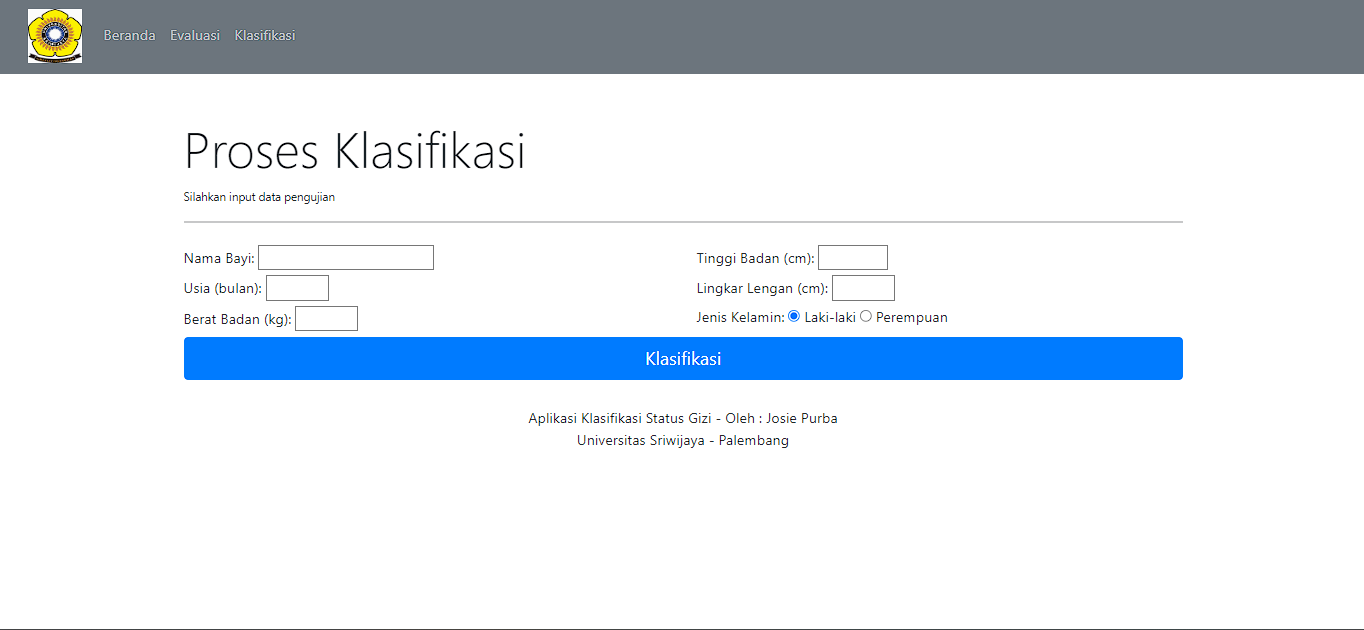 Beranda Evaluasi Klasifikasi
Proses Klasifikasi
Silahkan input data pengujian
Nama Bayi:
Usia (bulan):
Berat Badan (kg):
Tinggi Badan (cm):
Lingkar Lengan (cm):
Jenis Kelamin: Laki-laki Perempuan
Klasifikasi
Aplikasi Klasifikasi Status Gizi - Oleh : Josie Purba
Universitas Sriwijaya - Palembang